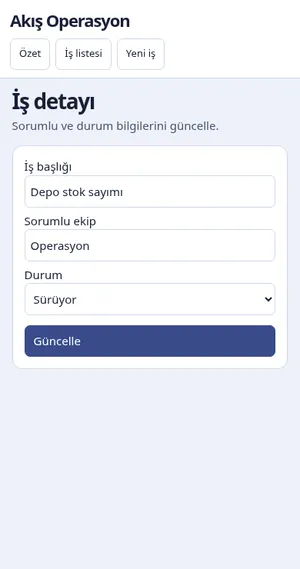 Akış Operasyon
Özet
İş listesi
Yeni iş
İş detayı
Sorumlu ve durum bilgilerini güncelle.
İş başlığı
Depo stok sayımı
Sorumlu ekip
Operasyon
Durum
Sürüyor
Güncelle